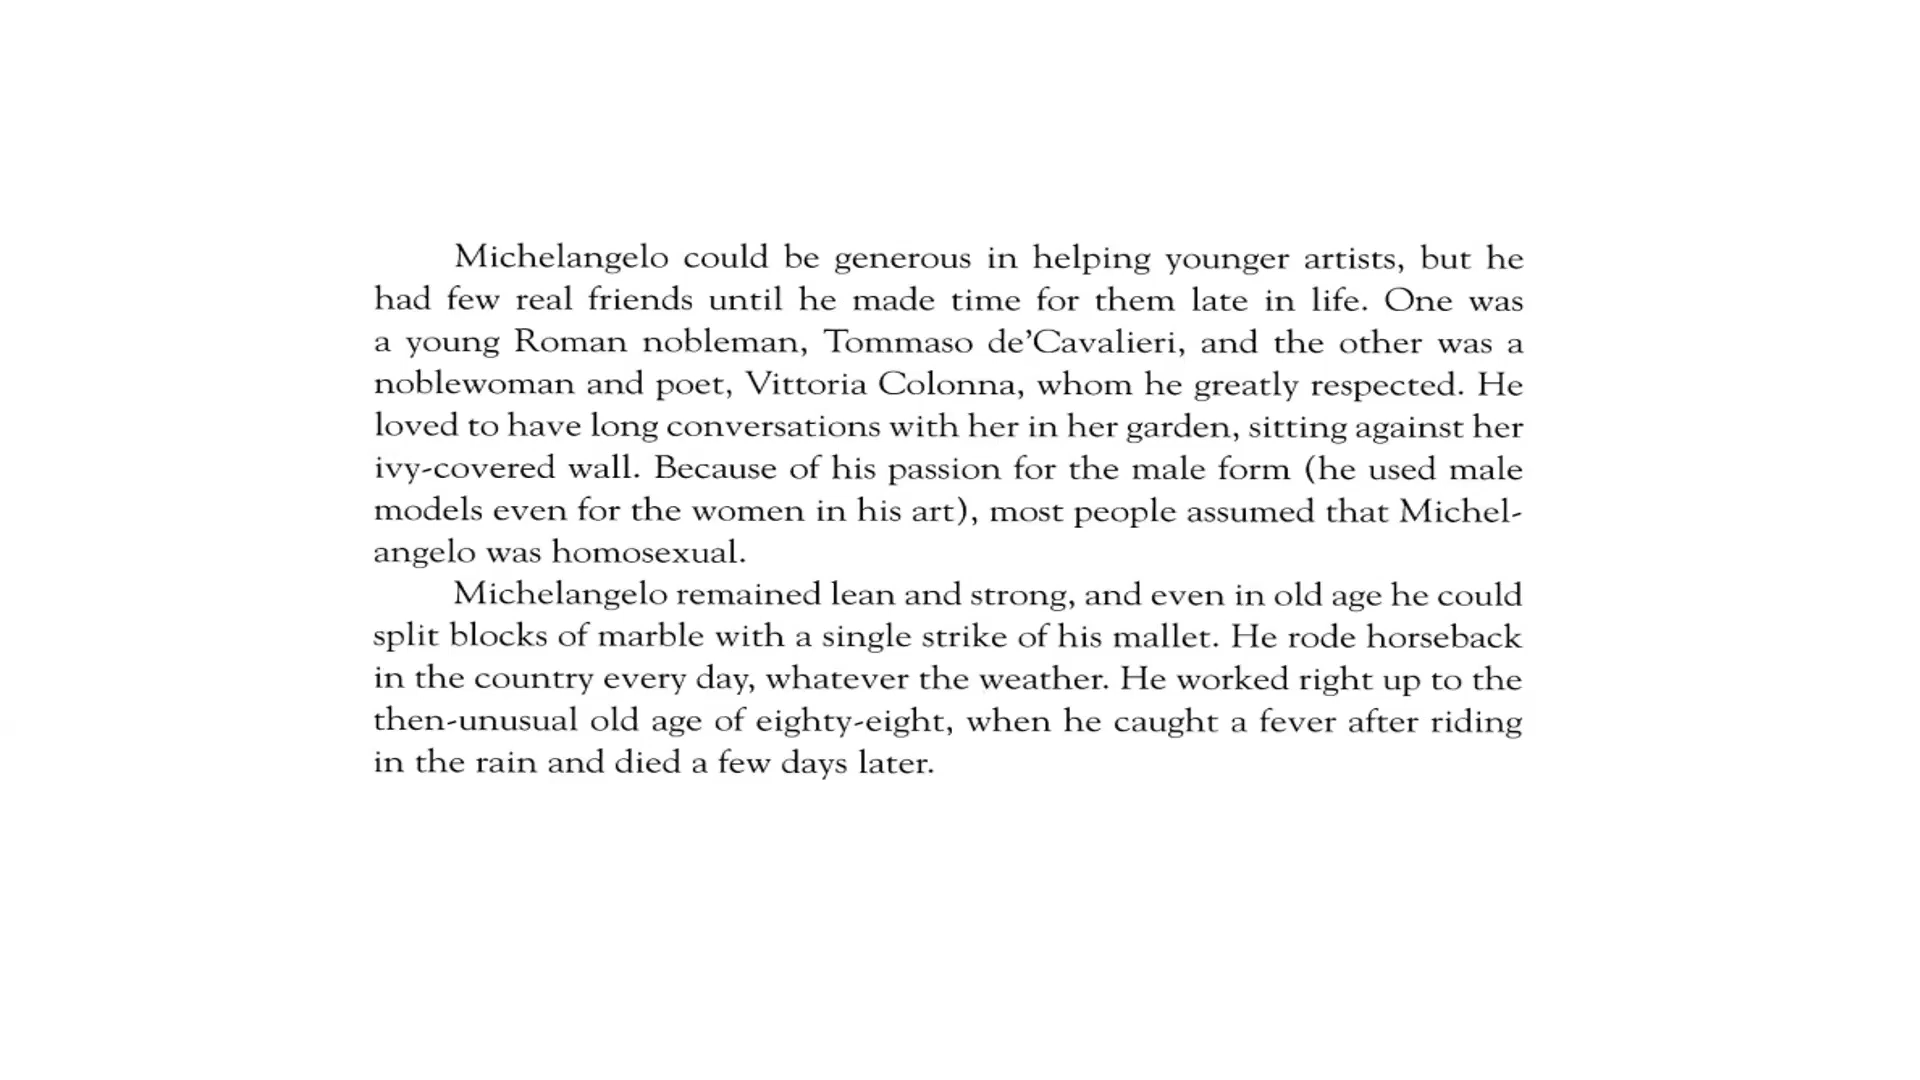 Michelangelo could be generous in helping younger artists, but he
had few real friends until he made time for them late in life. One was
a young Roman nobleman, Tommaso de’Cavalieri, and the other was a
noblewoman and poet, Vittoria Colonna, whom he greatly respected. He
loved to have long conversations with her in her garden, sitting against her
ivy-covered wall. Because of his passion for the male form (he used male
models even for the women in his art), most people assumed that Michel-
angelo was homosexual.
Michelangelo remained lean and strong, and even in old age he could
split blocks of marble with a single strike of his mallet. He rode horseback
in the country every day, whatever the weather. He worked right up to the
then-unusual old age of eighty-eight, when he caught a fever after riding
in the rain and died a few days later.